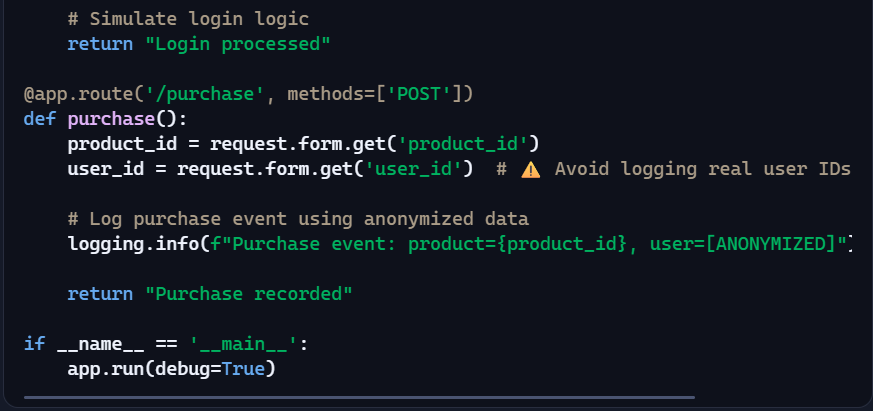 # Simulate login logic
    return "Login processed"

@app.route('/purchase', methods=['POST'])
def purchase():
    product_id = request.form.get('product_id')
    user_id = request.form.get('user_id')  # ⚠️ Avoid logging real user IDs

    # Log purchase event using anonymized data
    logging.info(f"Purchase event: product={product_id}, user=[ANONYMIZED]")

    return "Purchase recorded"

if __name__ == '__main__':
    app.run(debug=True)